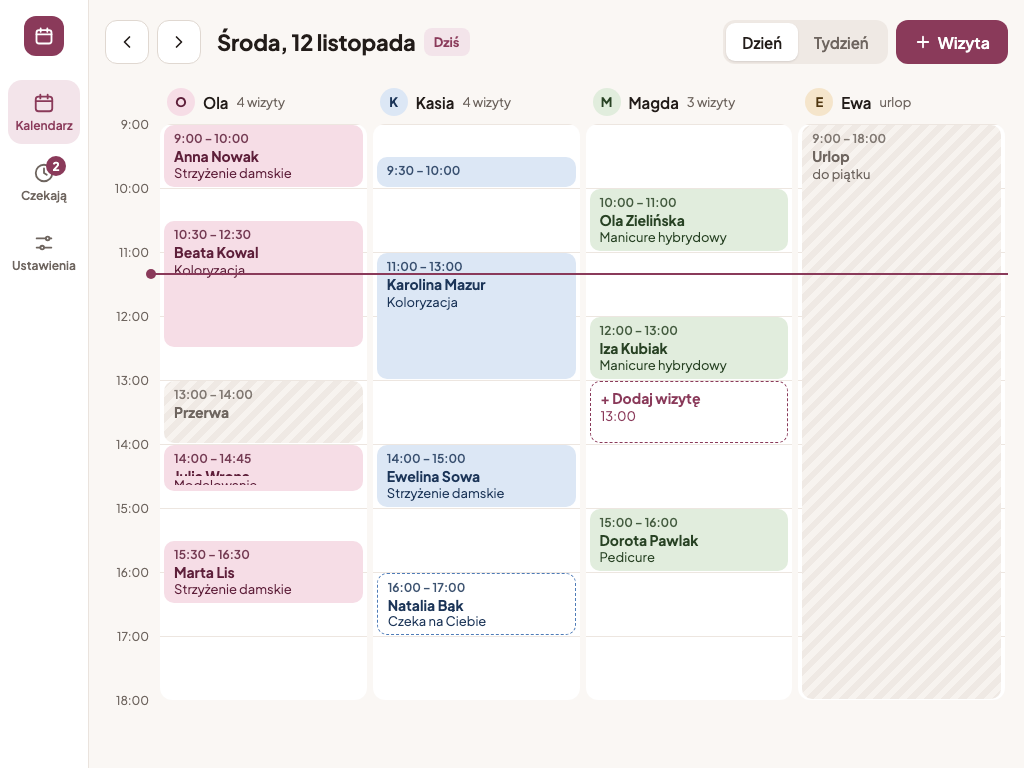 Środa, 12 listopada
Dziś
Dzień
Tydzień
+ Wizyta
Kalendarz
2
Czekają
Ustawienia
O Ola 4 wizyty
K Kasia 4 wizyty
M Magda 3 wizyty
E Ewa urlop
9:00
10:00
11:00
12:00
13:00
14:00
15:00
16:00
17:00
18:00
9:00 – 10:00
Anna Nowak
Strzyżenie damskie
10:30 – 12:30
Beata Kowal
Koloryzacja
13:00 – 14:00
Przerwa
14:00 – 14:45
Modelowanie
15:30 – 16:30
Marta Lis
Strzyżenie damskie
9:30 – 10:00
11:00 – 13:00
Karolina Mazur
Koloryzacja
14:00 – 15:00
Ewelina Sowa
Strzyżenie damskie
16:00 – 17:00
Natalia Bąk
Czeka na Ciebie
10:00 – 11:00
Ola Zielińska
Manicure hybrydowy
12:00 – 13:00
Iza Kubiak
Manicure hybrydowy
+ Dodaj wizytę
13:00
15:00 – 16:00
Dorota Pawlak
Pedicure
9:00 – 18:00
Urlop
do piątku